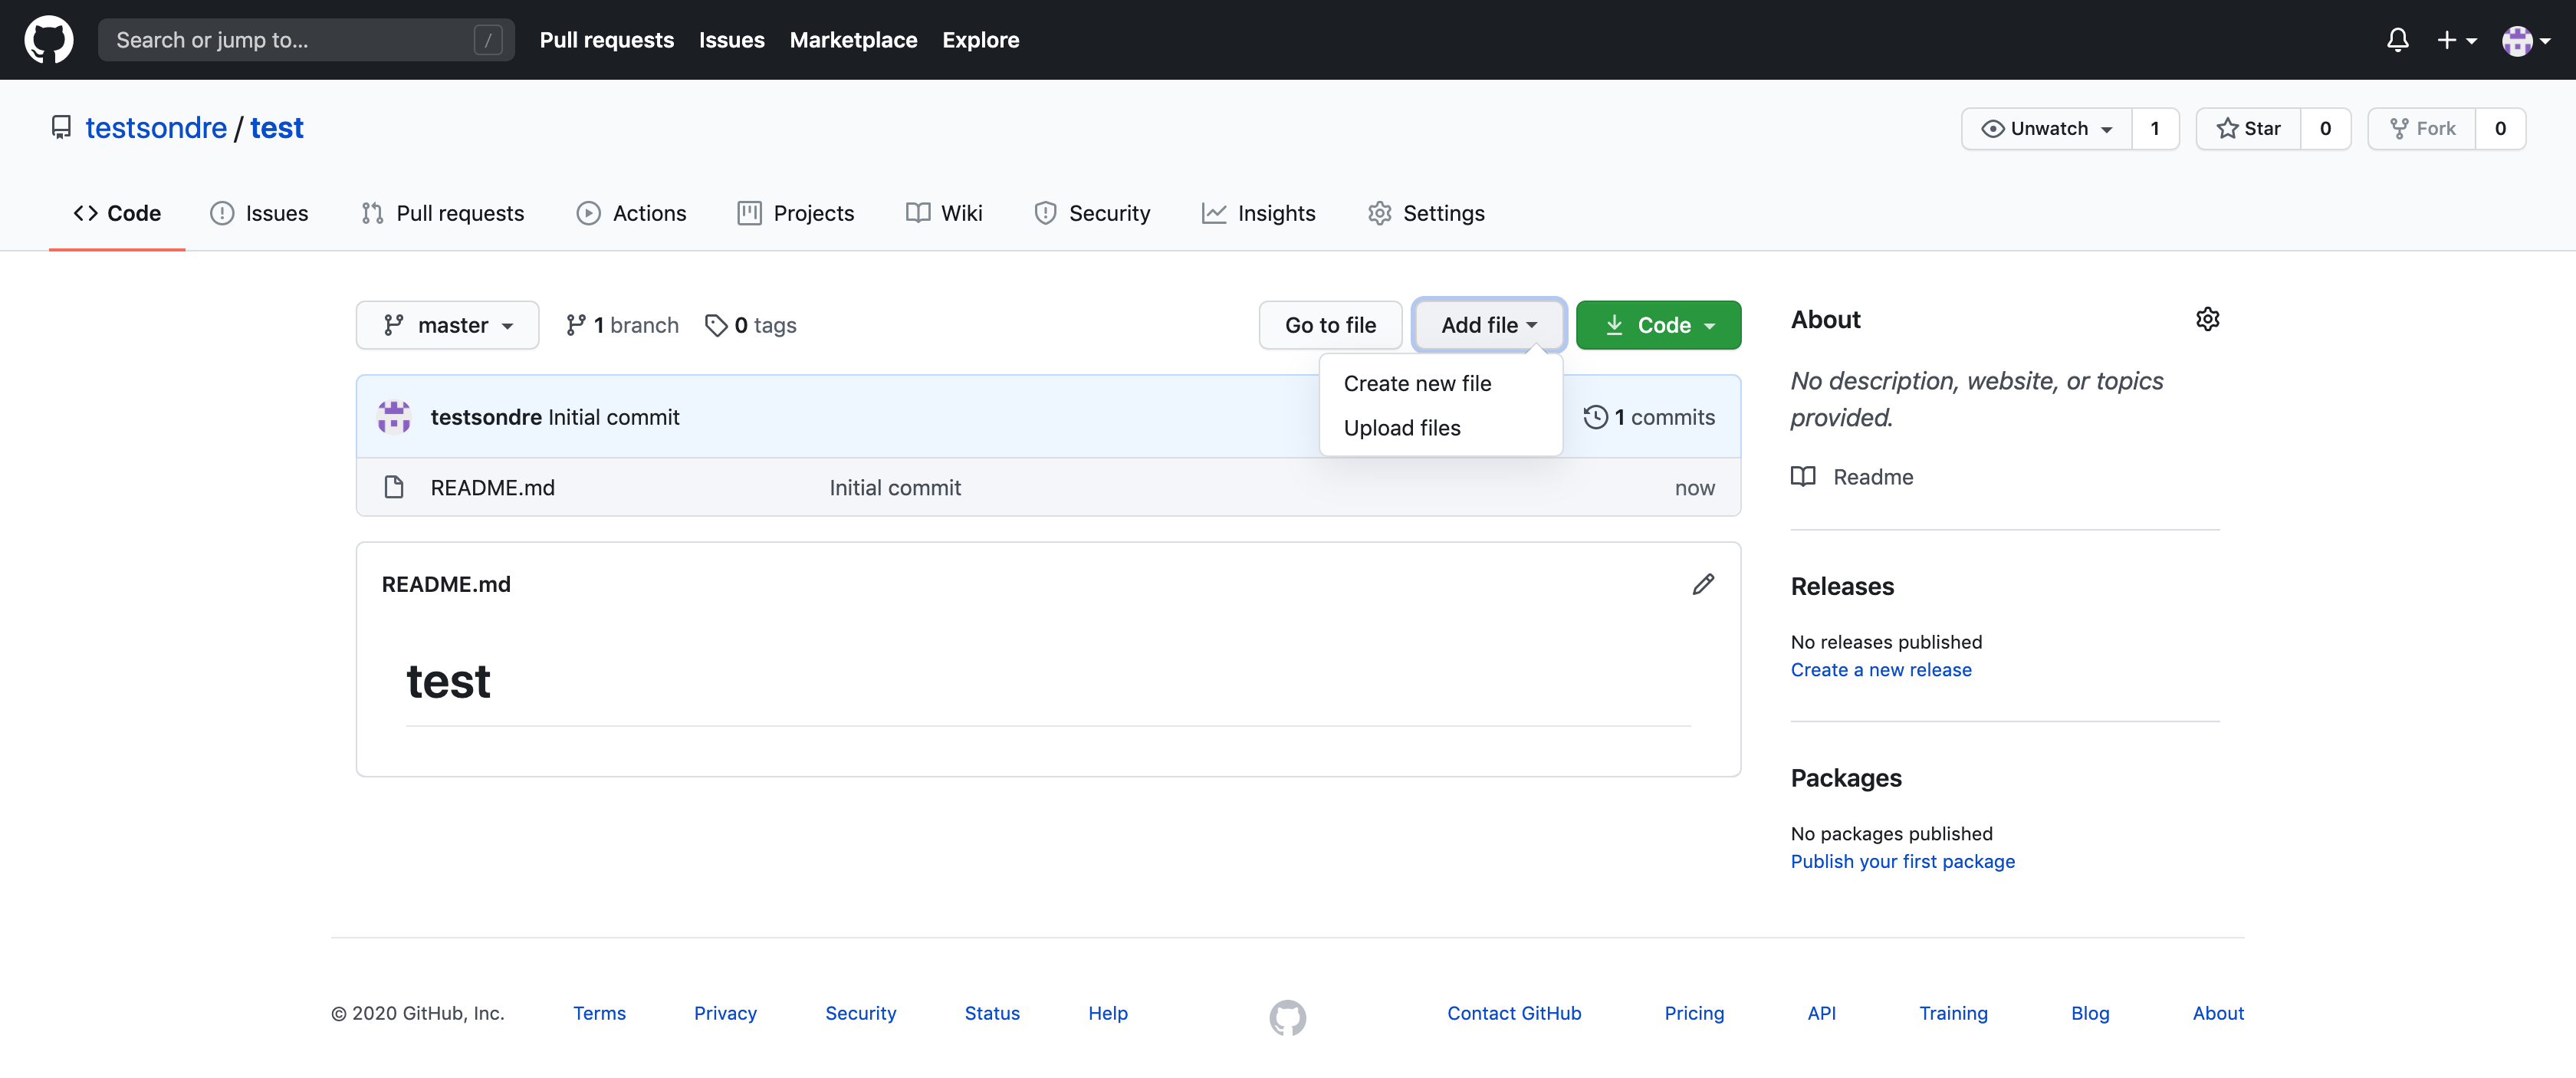 Search or jump to... / Pull requests Issues Marketplace Explore
testsondre / test Unwatch 1 Star 0 Fork 0
Code Issues Pull requests Actions Projects Wiki Security Insights Settings
master 1 branch 0 tags Go to file Add file Code
Create new file
Upload files
testsondre Initial commit 1 commits
README.md Initial commit now
README.md
test
About
No description, website, or topics
provided.
Readme
Releases
No releases published
Create a new release
Packages
No packages published
Publish your first package
© 2020 GitHub, Inc. Terms Privacy Security Status Help Contact GitHub Pricing API Training Blog About